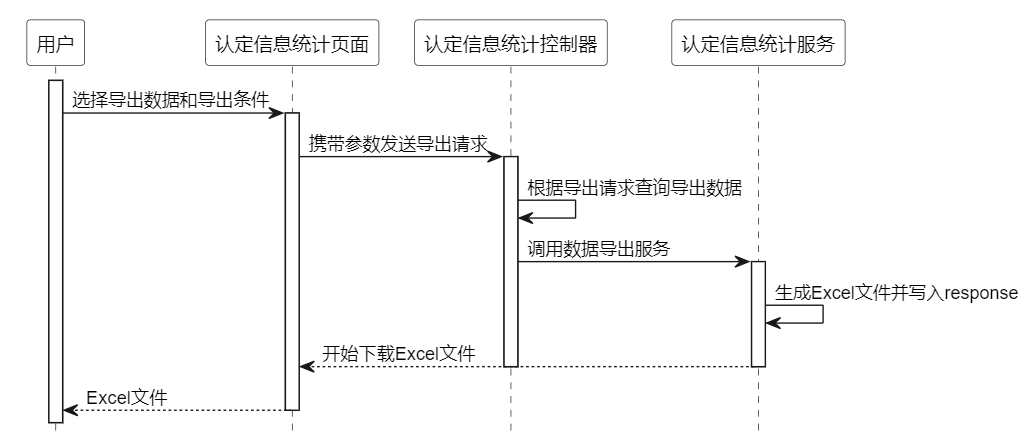 用户
认定信息统计页面
认定信息统计控制器
认定信息统计服务
选择导出数据和导出条件
携带参数发送导出请求
根据导出请求查询导出数据
调用数据导出服务
生成Excel文件并写入response
开始下载Excel文件
Excel文件